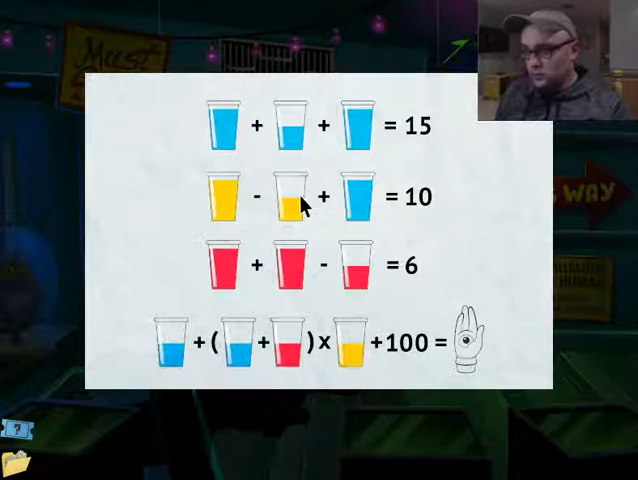 Must
WAY
+ + = 15
- + = 10
+ - = 6
+ ( + ) x + 100 =
?